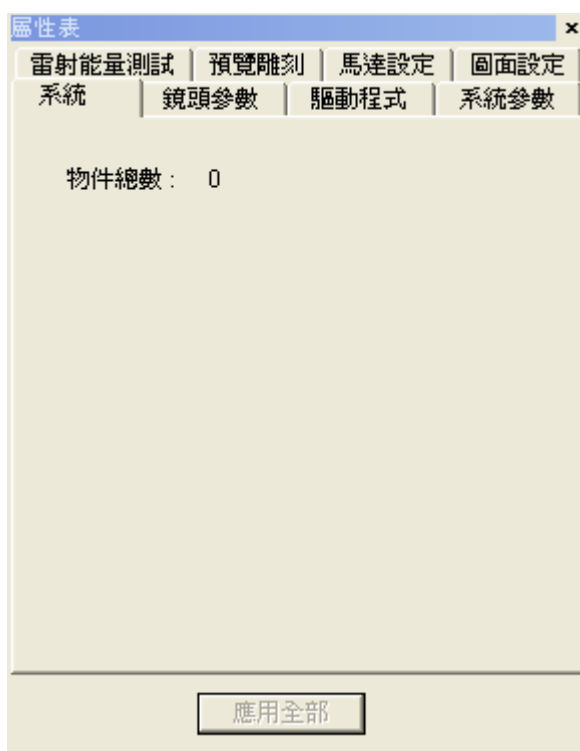 屬性表
雷射能量測試 預覽雕刻 馬達設定 圖面設定
系統 鏡頭參數 驅動程式 系統參數
物件總數: 0
應用全部